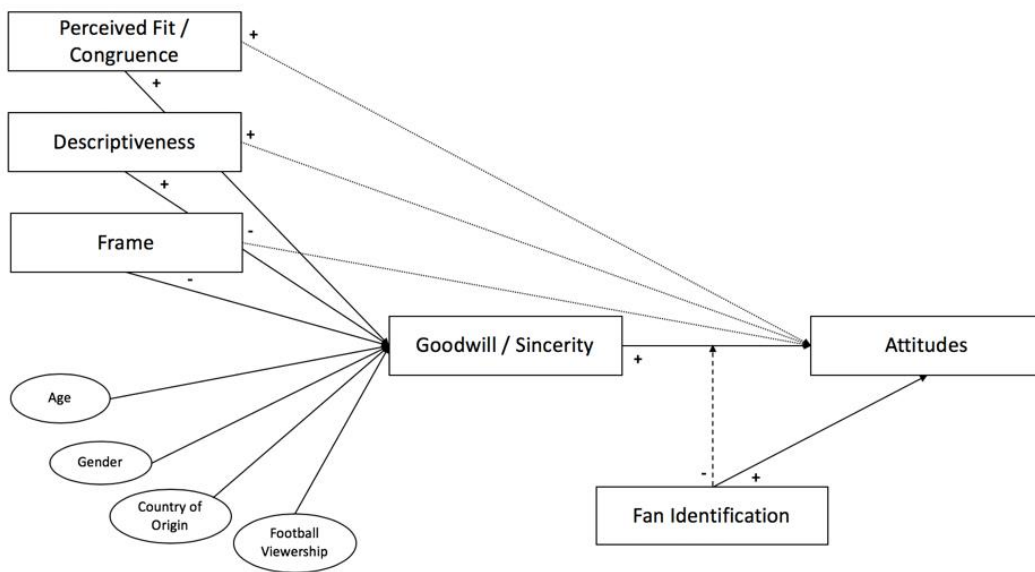 Perceived Fit /
Congruence
+
+
Descriptiveness
+
+
Frame
-
-
Goodwill / Sincerity
+
Attitudes
Age
Gender
Country of
Origin
Football
Viewership
-
+
Fan Identification